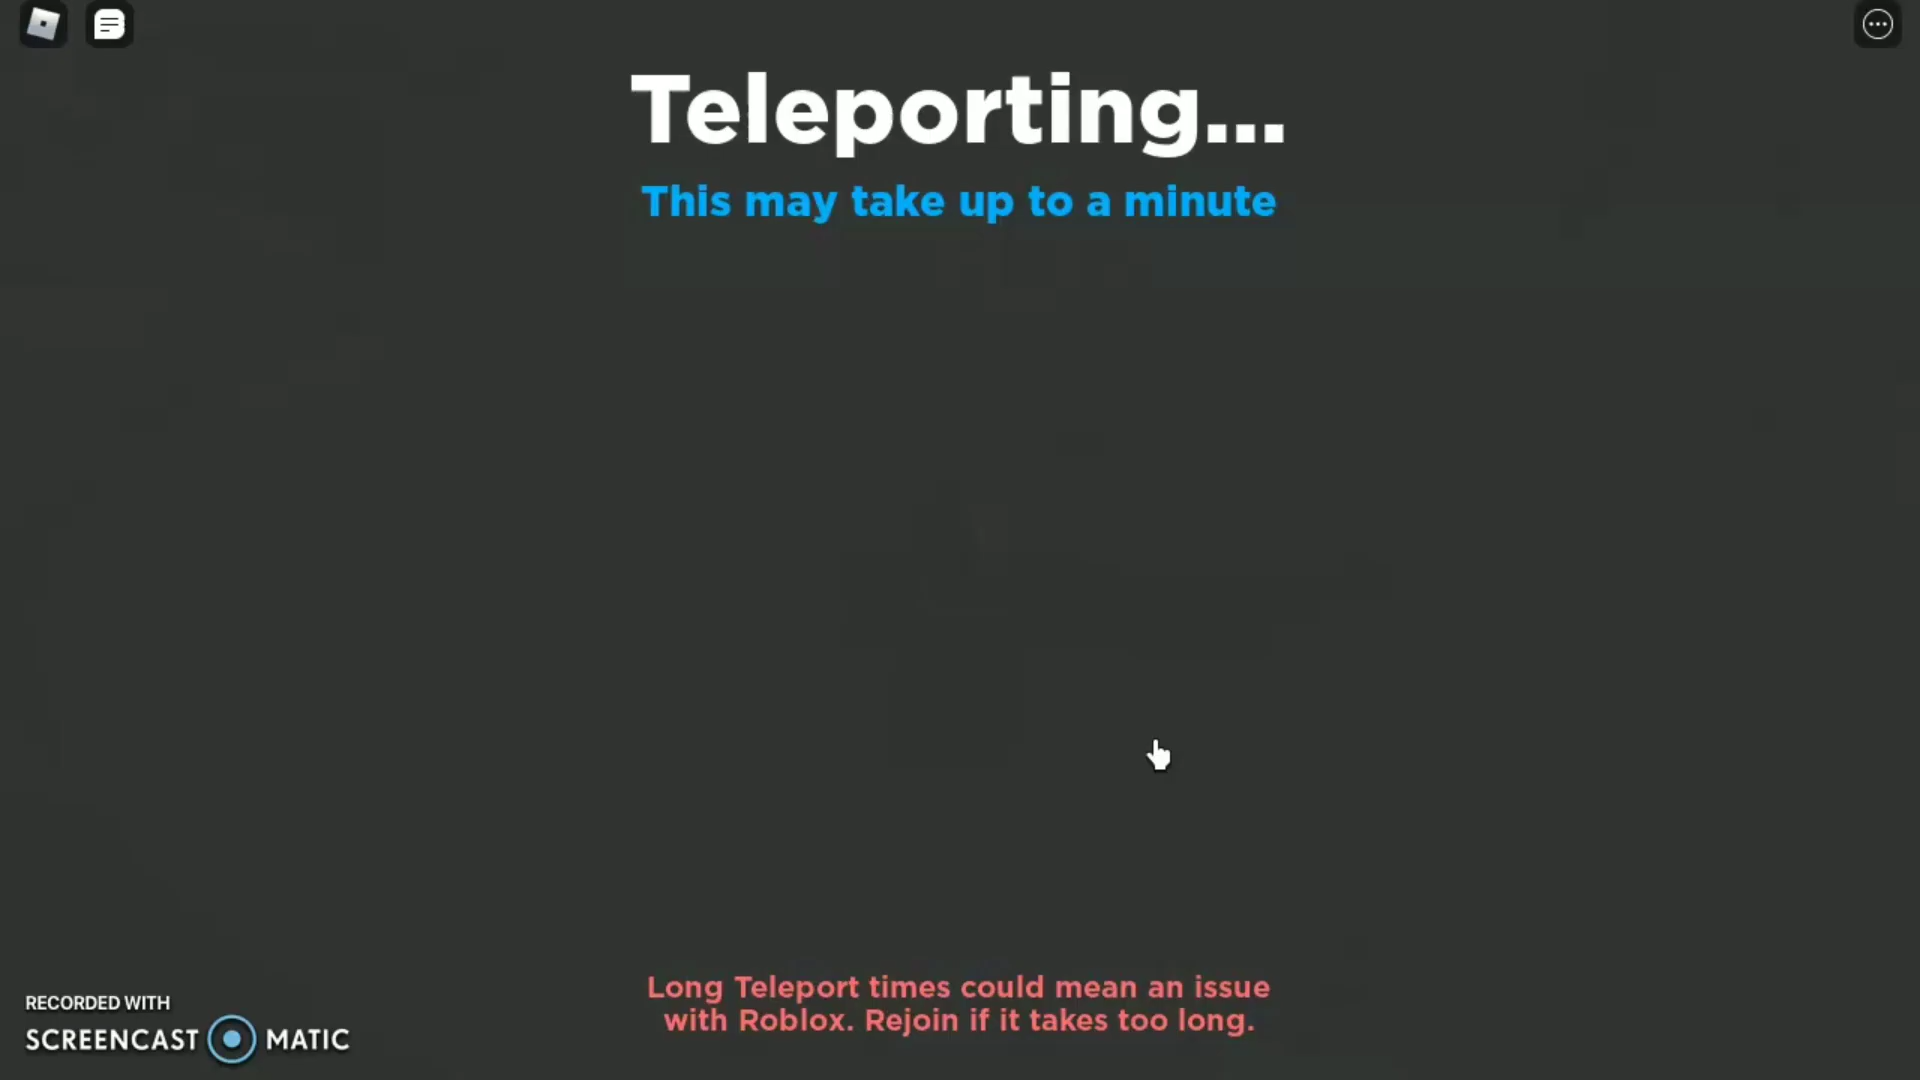 Teleporting...
This may take up to a minute
Long Teleport times could mean an issue
with Roblox. Rejoin if it takes too long.
RECORDED WITH
SCREENCAST MATIC